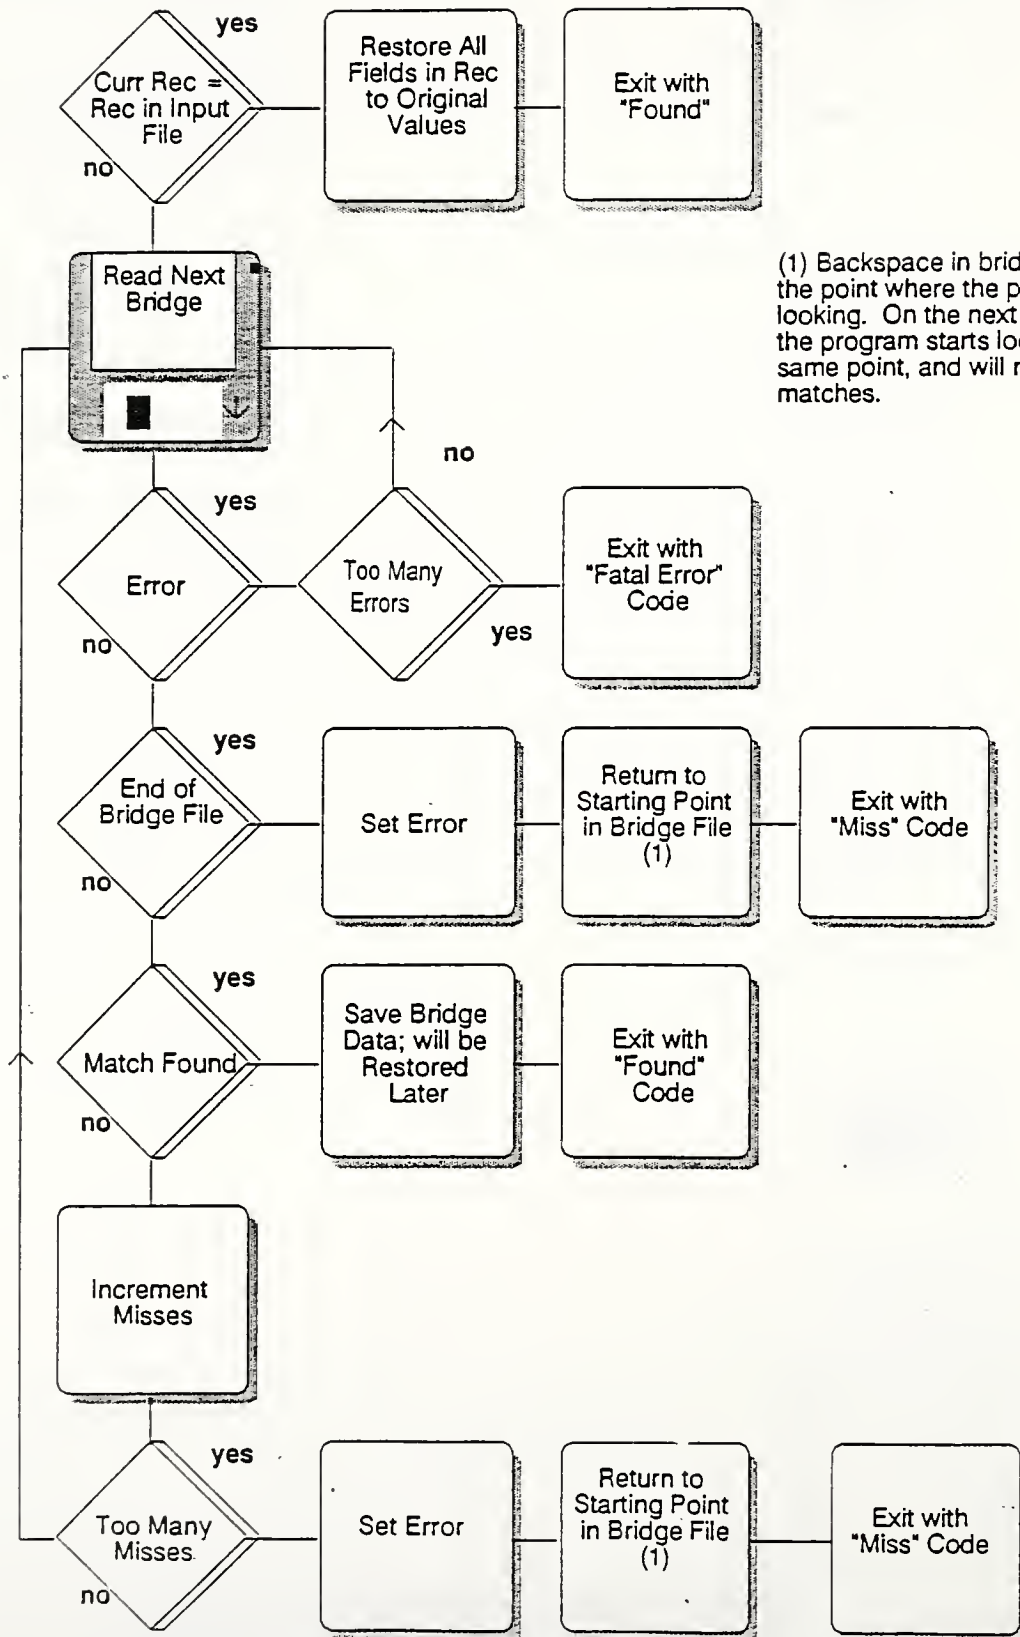 yes
Curr Rec =
Rec in Input
File
no
Restore All
Fields in Rec
to Original
Values
Exit with
"Found"
Read Next
Bridge
(1) Backspace in
the point where the
looking. On the next
the program starts
same point, and will
matches.
no
yes
Error
no
Too Many
Errors
yes
Exit with
"Fatal Error"
Code
yes
End of
Bridge File
no
Set Error
Return to
Starting Point
in Bridge File
(1)
Exit with
"Miss" Code
yes
Match Found
no
Save Bridge
Data; will be
Restored
Later
Exit with
"Found"
Code
Increment
Misses
yes
Too Many
Misses
no
Set Error
Return to
Starting Point
in Bridge File
(1)
Exit with
"Miss" Code